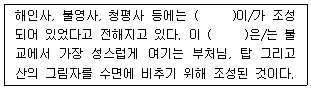 해인사, 불영사, 청평사 등에는 (      )이/가 조성
되어 있었다고 전해지고 있다. 이 (      )은/는 불
교에서 가장 성스럽게 여기는 부처님, 탑 그리고
산의 그림자를 수면에 비추기 위해 조성된 것이다.